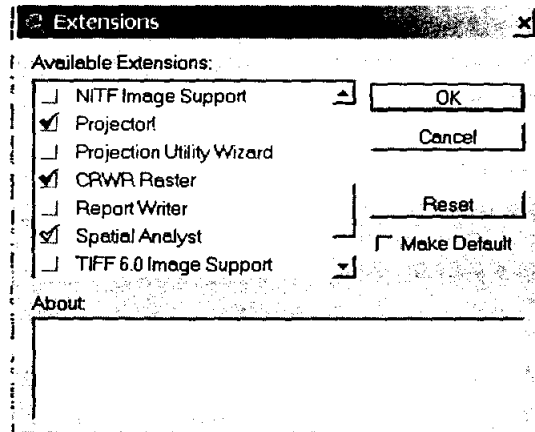 Extensions
Available Extensions:
NITF Image Support
Projector!
Projection Utility Wizard
CRWR Raster
Report Writer
Spatial Analyst
TIFF 6.0 Image Support
OK
Cancel
Reset
Make Default
About: